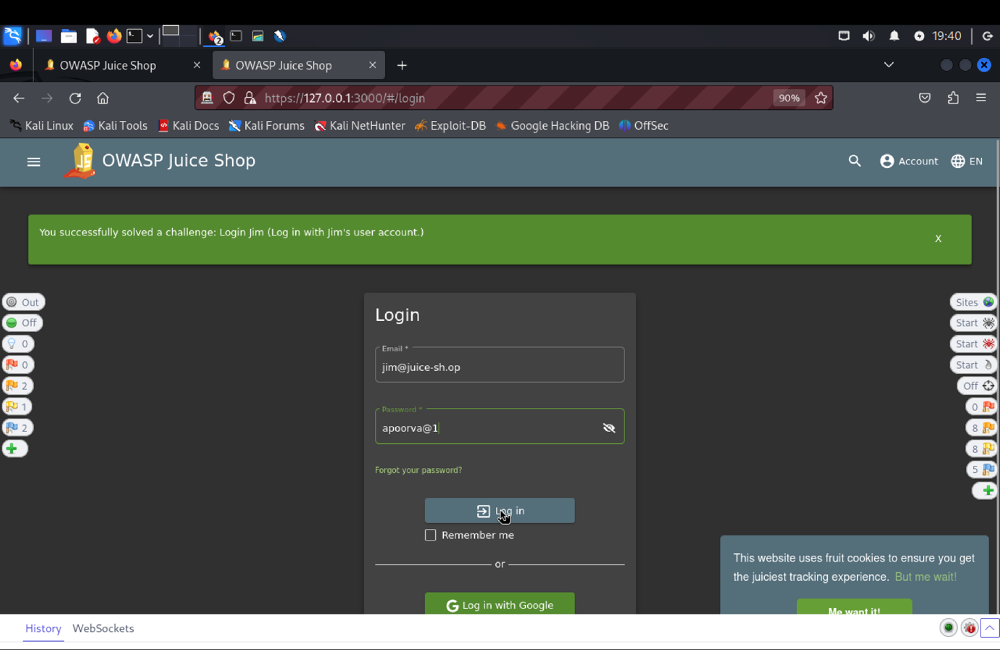 2
19:40
OWASP Juice Shop
OWASP Juice Shop
https://127.0.0.1:3000/#/login
90%
Kali Linux
Kali Tools
Kali Docs
Kali Forums
Kali NetHunter
Exploit-DB
Google Hacking DB
OffSec
JS
OWASP Juice Shop
Account
EN
You successfully solved a challenge: Login Jim (Log in with Jim's user account.)
X
Out
Off
0
0
2
1
2
Login
Email *
jim@juice-sh.op
Password *
apoorva@1
Forgot your password?
Log in
Remember me
or
G Log in with Google
Sites
Start
Start
Start
Off
0
8
8
5
This website uses fruit cookies to ensure you get
the juiciest tracking experience. But me wait!
Me want it!
History
WebSockets